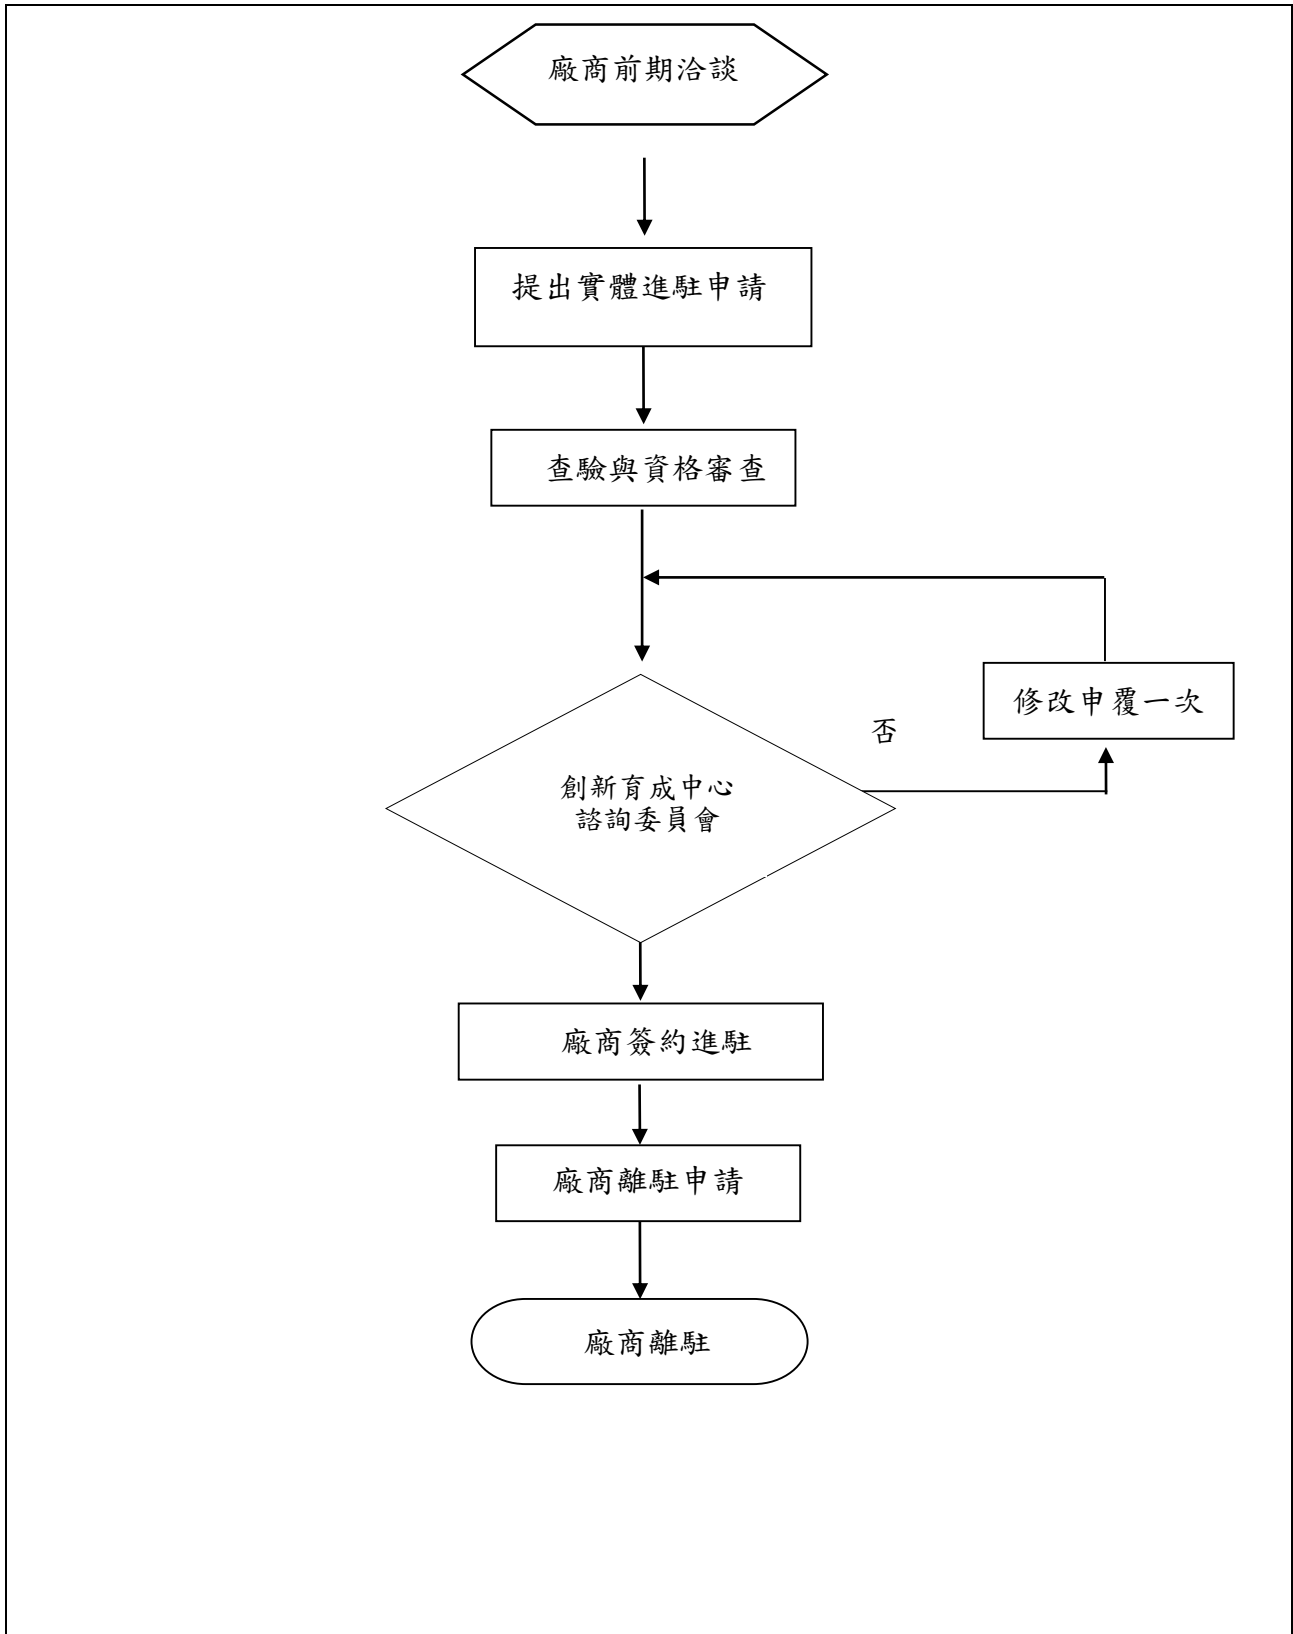 廠商前期洽談
提出實體進駐申請
查驗與資格審查
修改申覆一次
否
創新育成中心
諮詢委員會
廠商簽約進駐
廠商離駐申請
廠商離駐